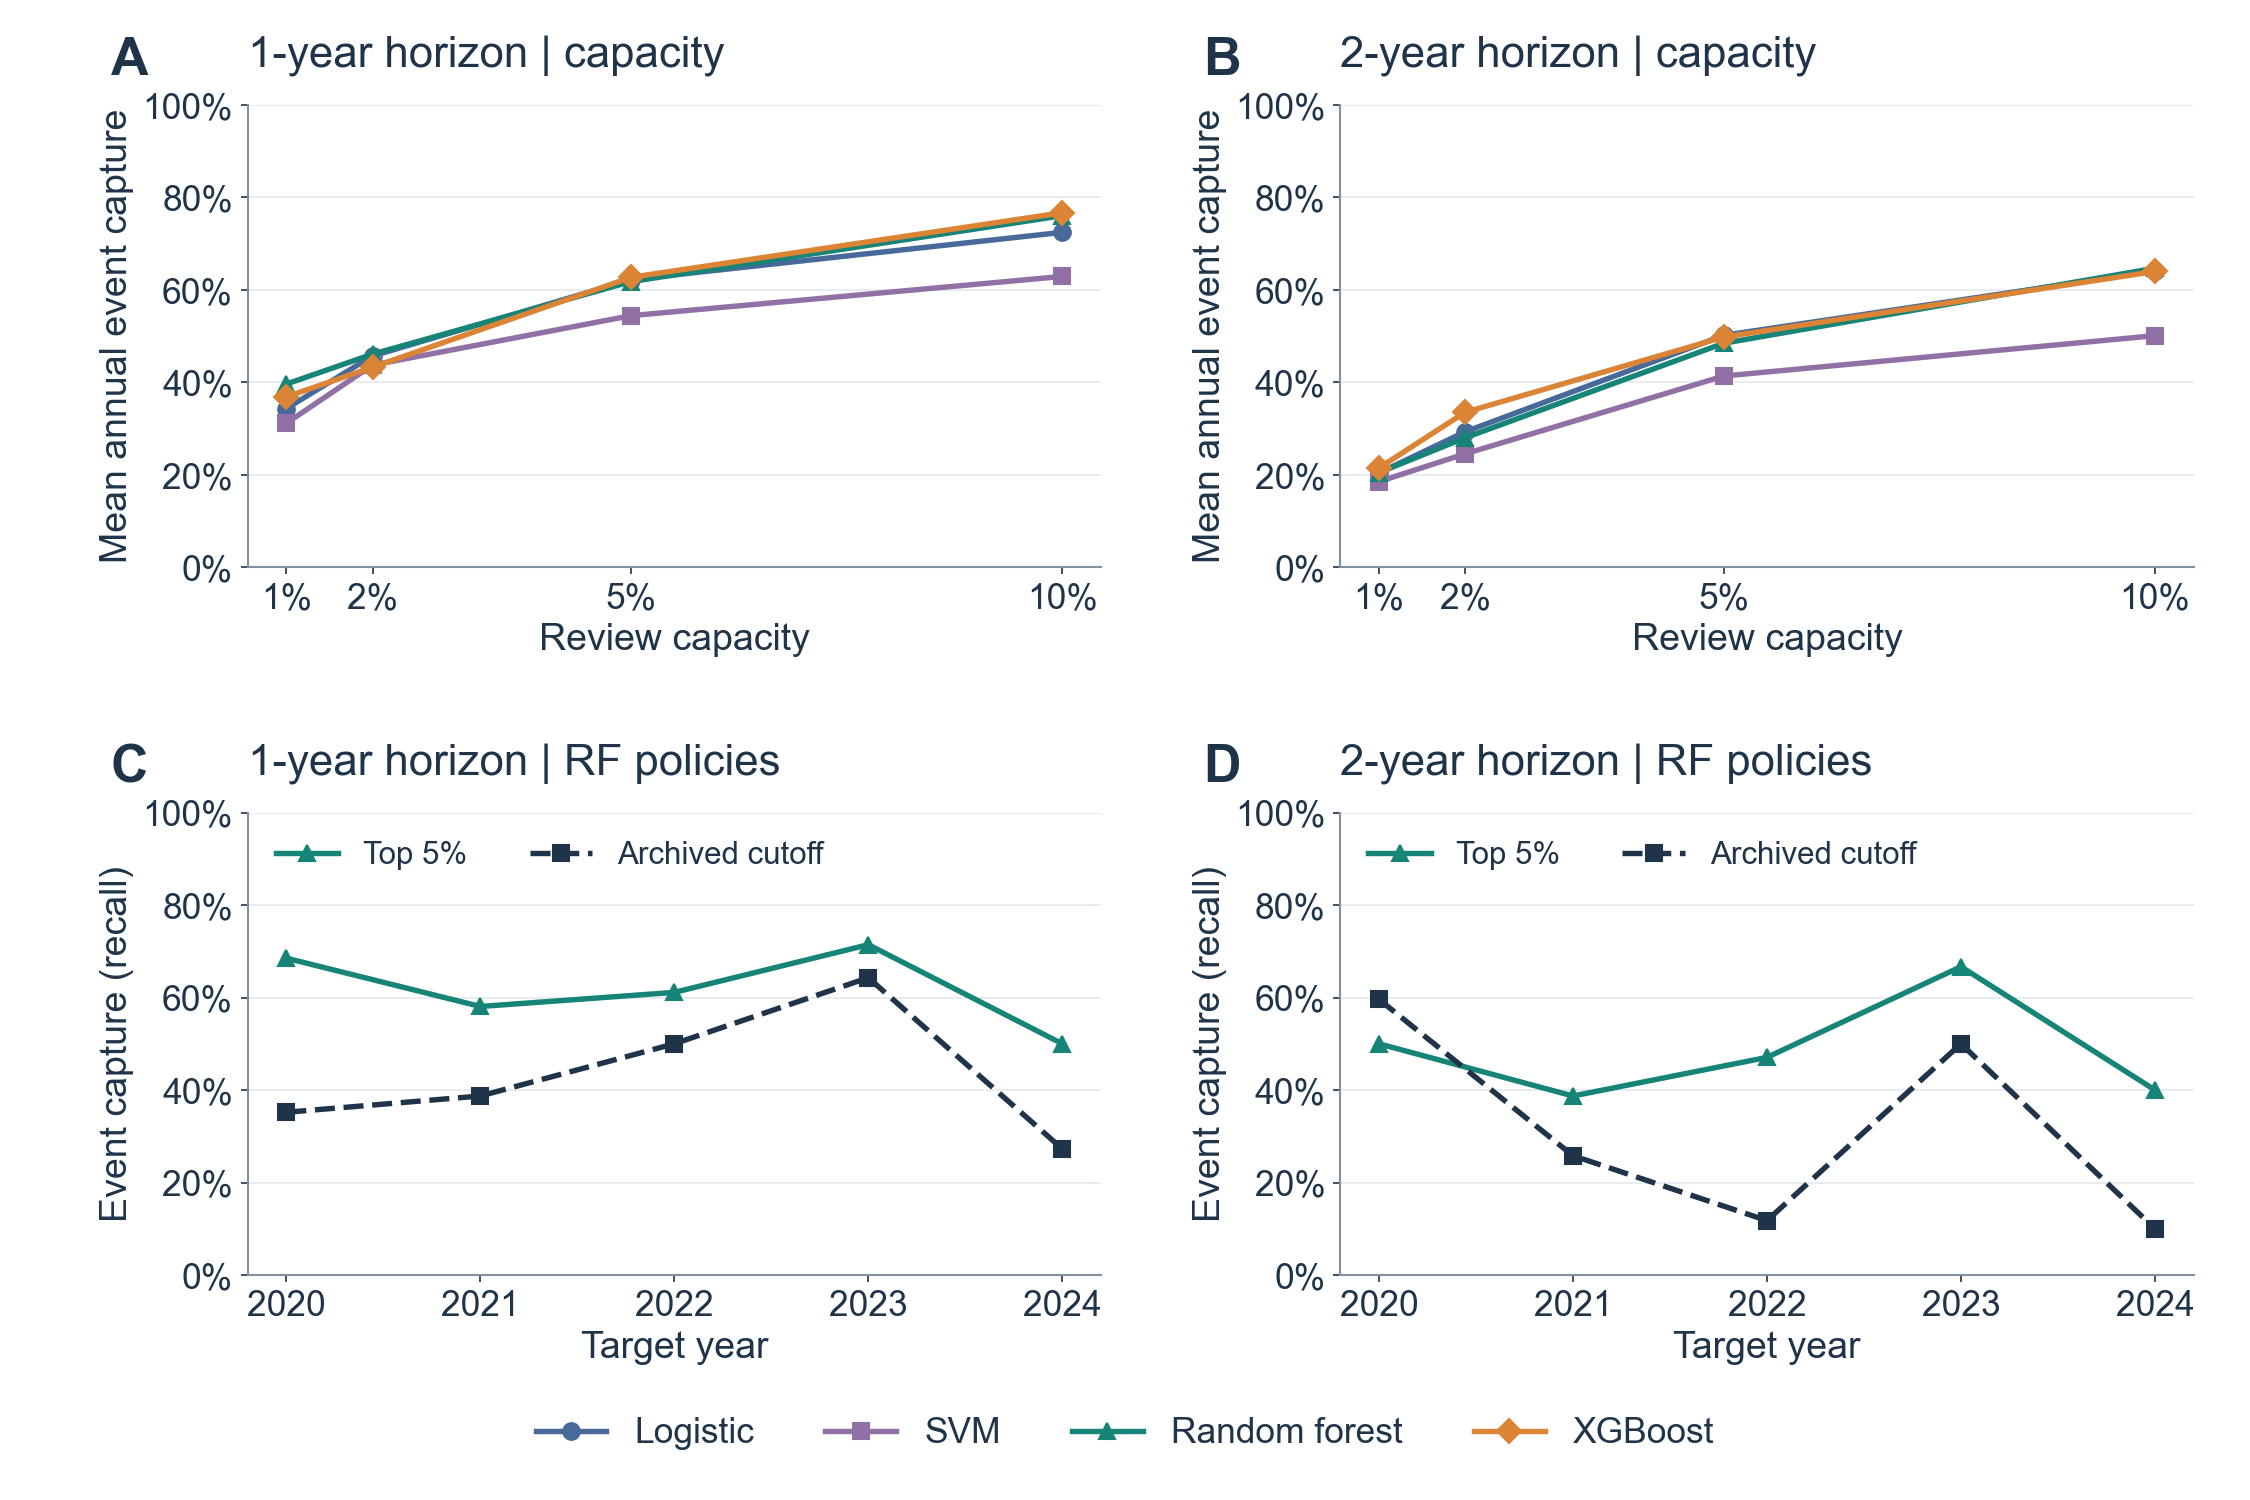 A
1-year horizon | capacity
Mean annual event capture
100%
80%
60%
40%
20%
0%
1%
2%
5%
10%
Review capacity
B
2-year horizon | capacity
Mean annual event capture
100%
80%
60%
40%
20%
0%
1%
2%
5%
10%
Review capacity
C
1-year horizon | RF policies
Top 5%
Archived cutoff
Event capture (recall)
100%
80%
60%
40%
20%
0%
2020
2021
2022
2023
2024
Target year
D
2-year horizon | RF policies
Top 5%
Archived cutoff
Event capture (recall)
100%
80%
60%
40%
20%
0%
2020
2021
2022
2023
2024
Target year
Logistic
SVM
Random forest
XGBoost